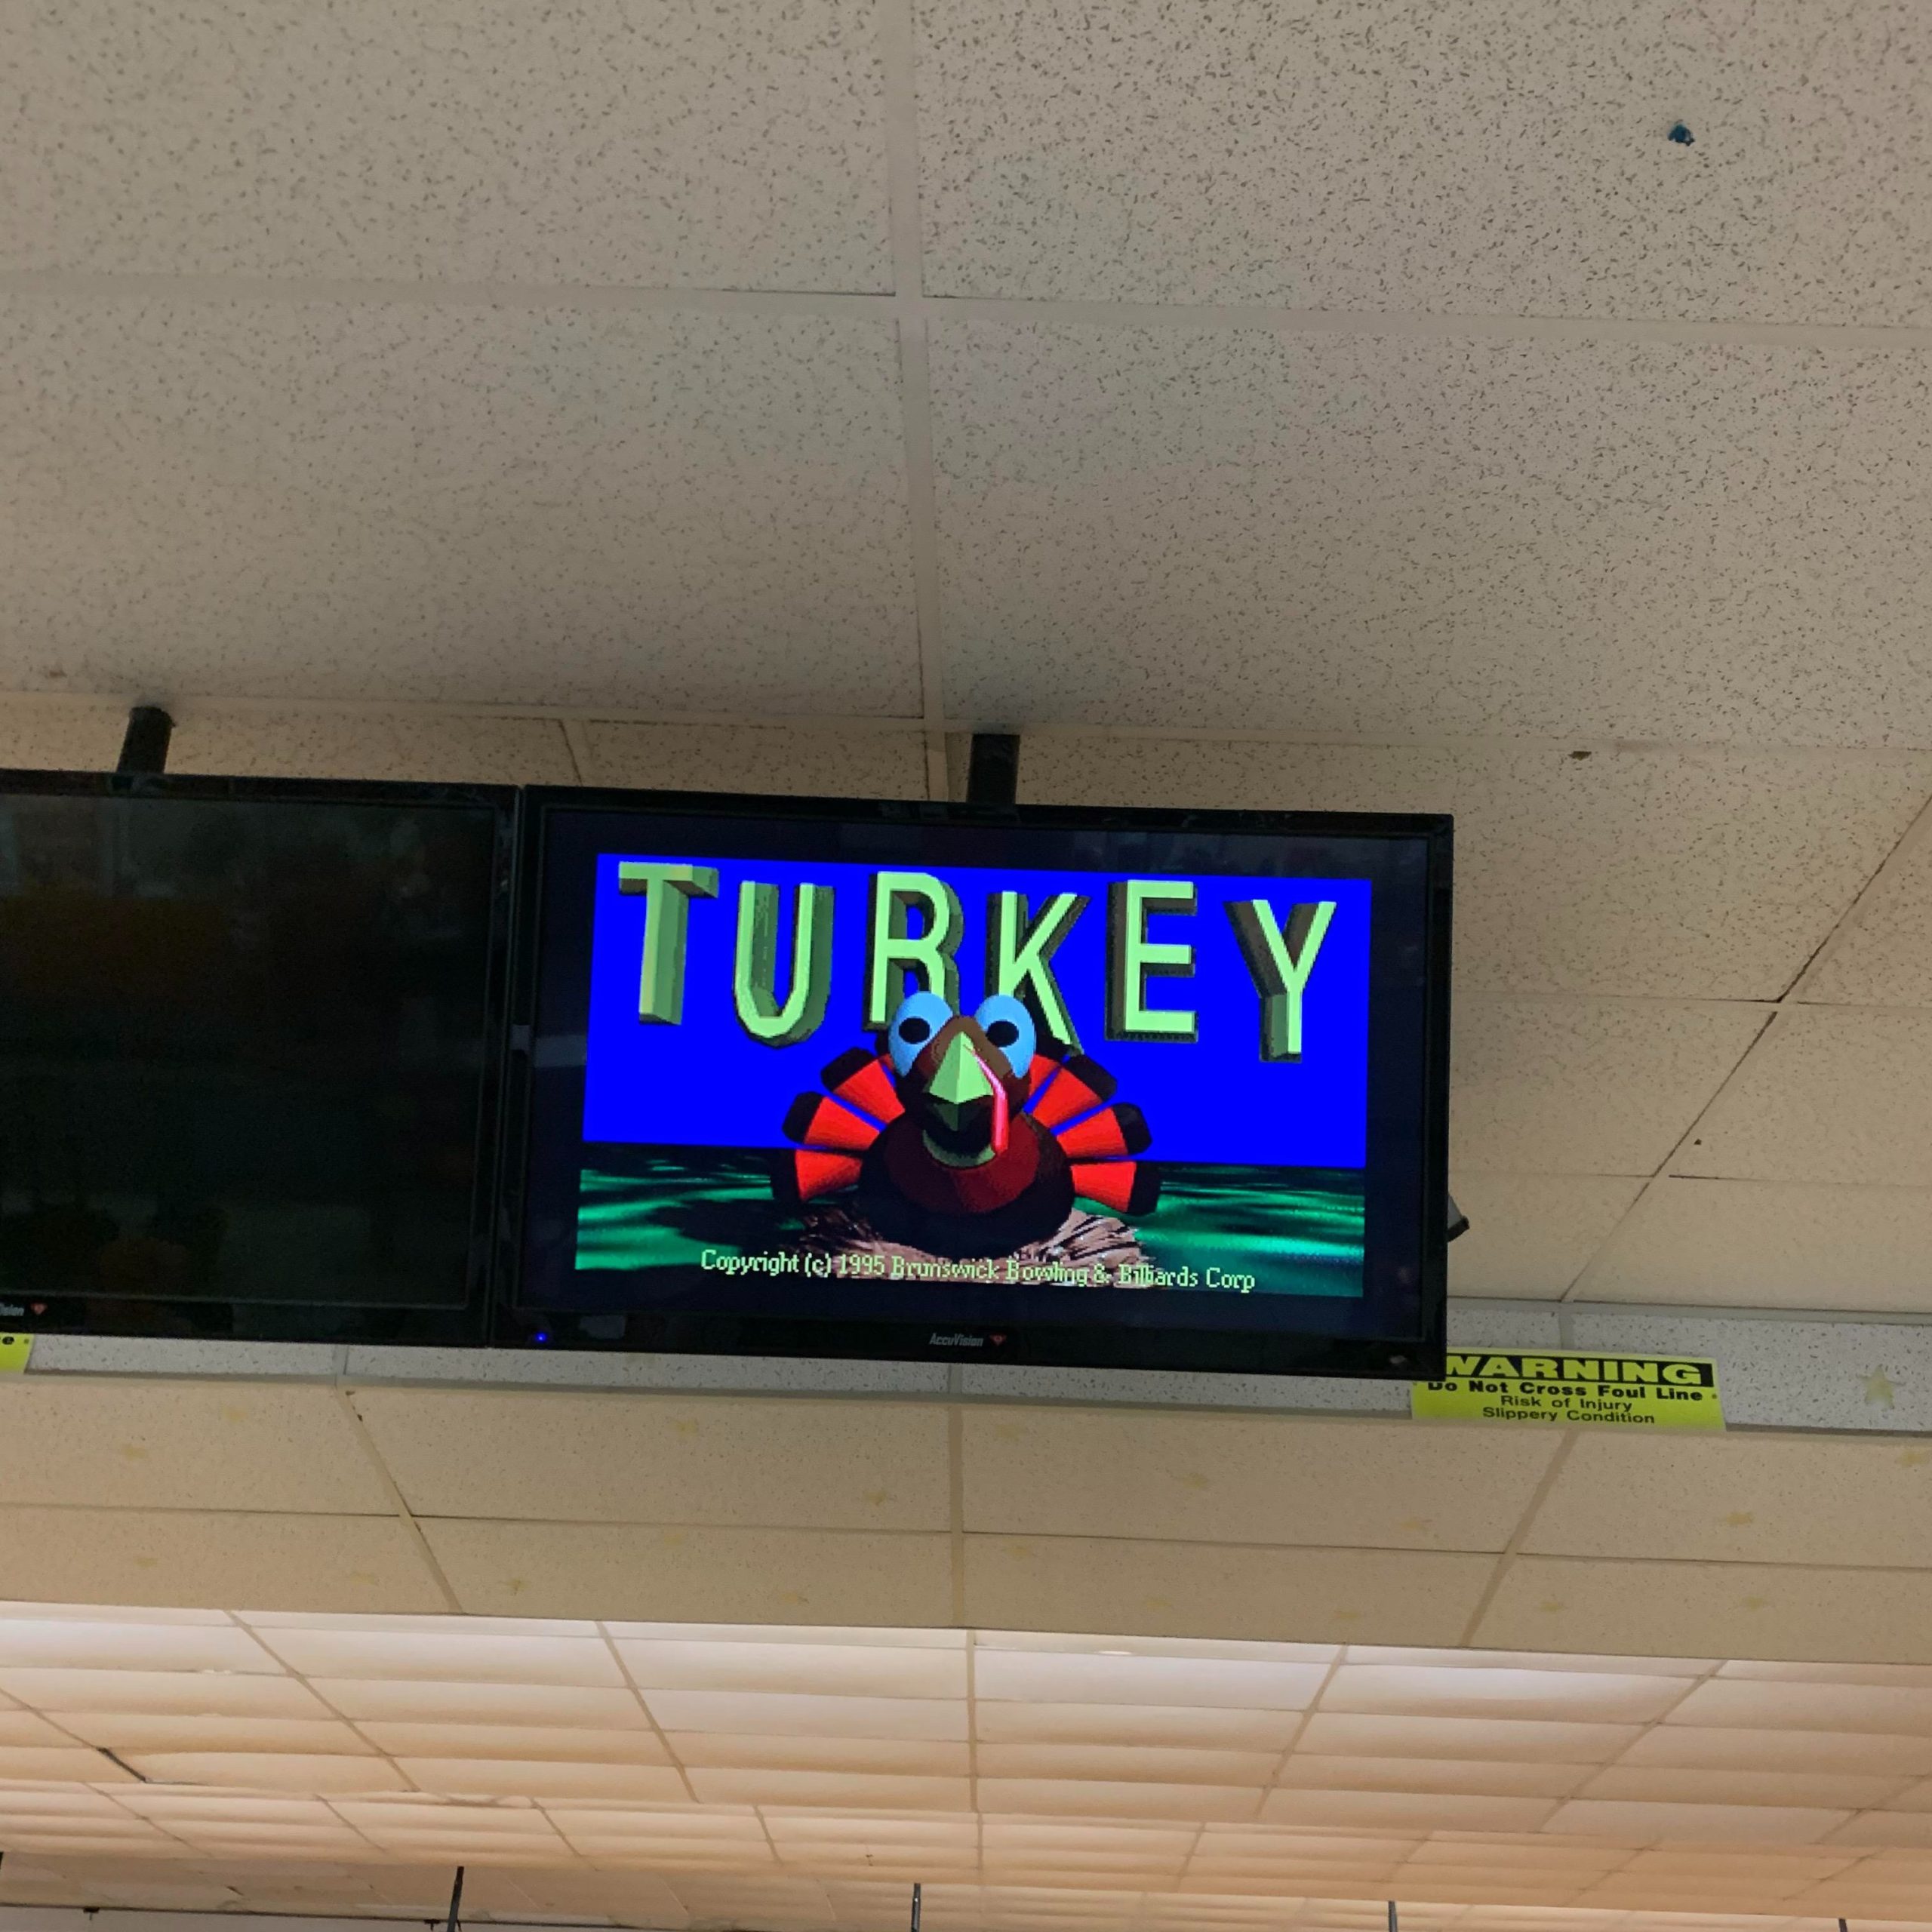 TURKEY
Copyright (c) 1995 Brunswick Bowling & Billiards Corp
AccuVision
WARNING
Do Not Cross Foul Line
Risk of Injury
Slippery Condition